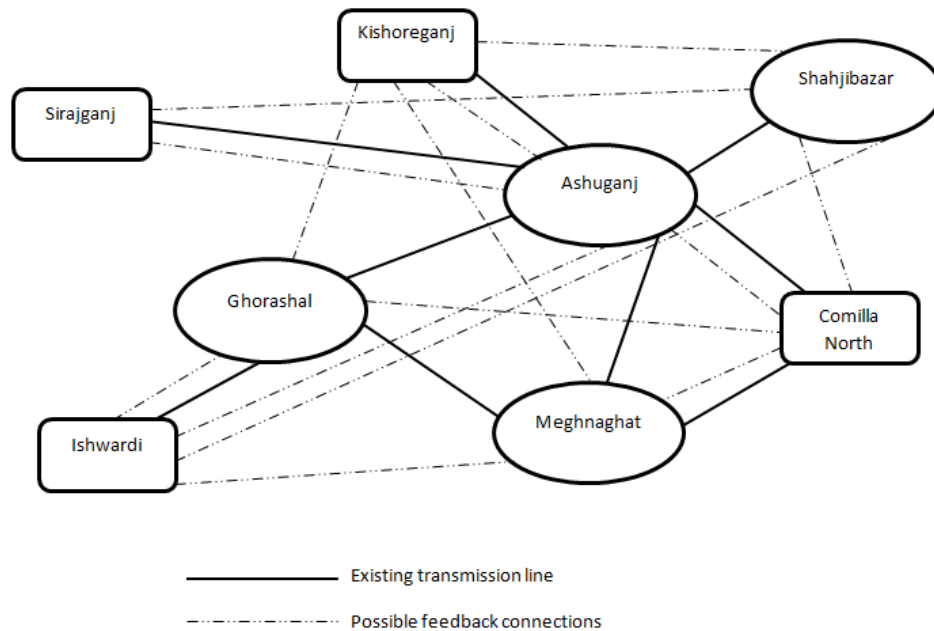 Kishoreganj
Shahjibazar
Sirajganj
Ashuganj
Ghorashal
Comilla
North
Meghnaghat
Ishwardi
Existing transmission line
Possible feedback connections